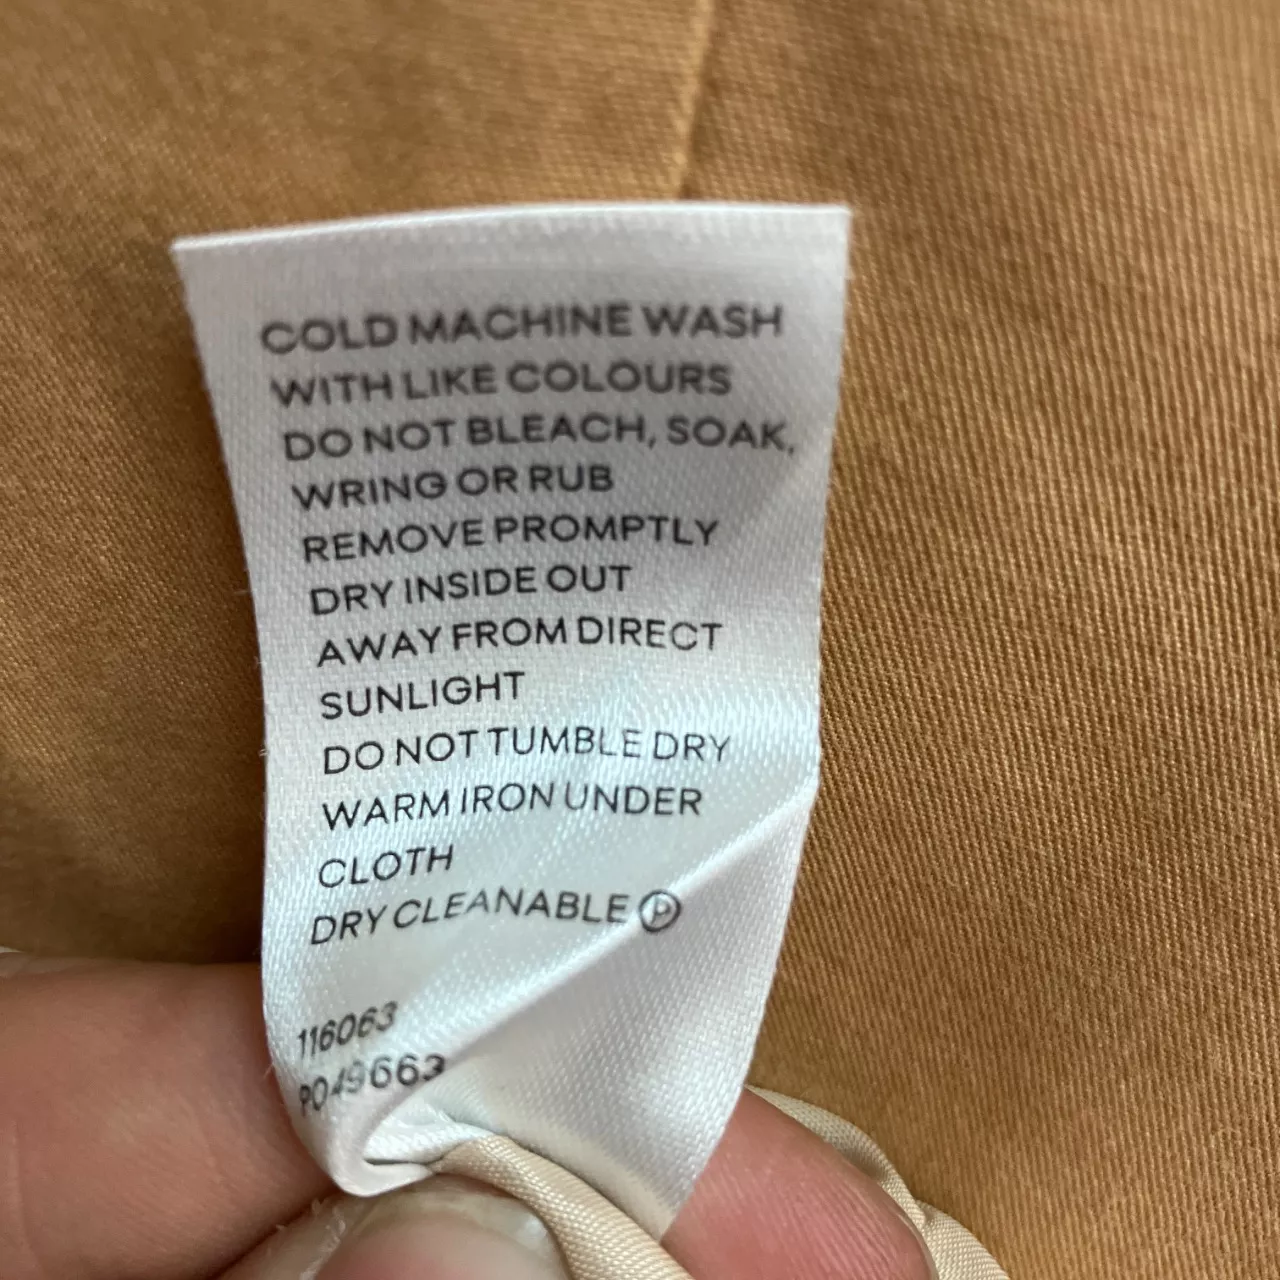 COLD MACHINE WASH
WITH LIKE COLOURS
DO NOT BLEACH, SOAK,
WRING OR RUB
REMOVE PROMPTLY
DRY INSIDE OUT
AWAY FROM DIRECT
SUNLIGHT
DO NOT TUMBLE DRY
WARM IRON UNDER
CLOTH
DRY CLEANABLE Ⓟ
116063
PO49663